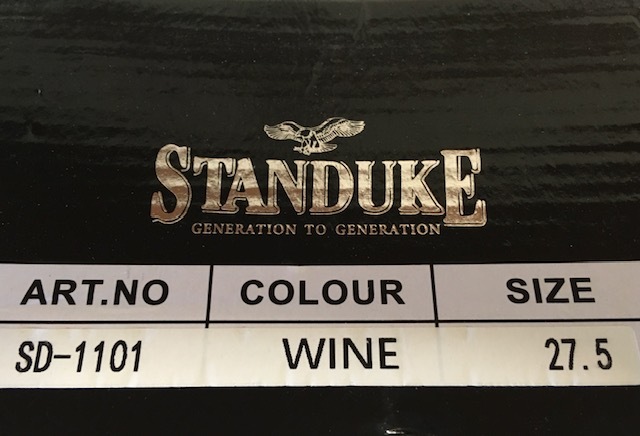 STANDUKE
GENERATION TO GENERATION
ART.NO COLOUR SIZE
SD-1101 WINE 27.5